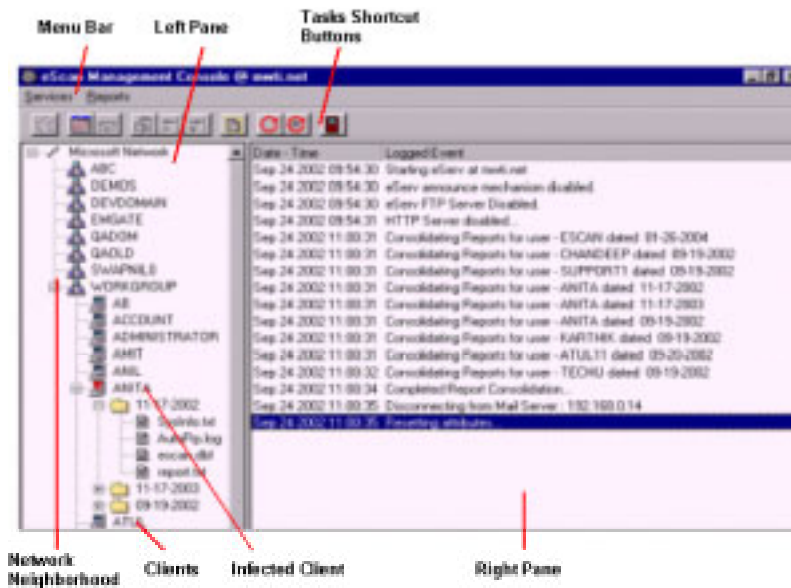 Menu Bar
Left Pane
Tasks Shortcut
Buttons
eScan Management Console @ mwti.net
Services Reports
Microsoft Network
ABC
DEMOS
DEVDOMAIN
EMGATE
QADOM
QAOLD
SWAPNILS
WORKGROUP
AB
ACCOUNT
ADMINISTRATOR
AMIT
ANIL
ANITA
11-17-2002
SysInfo.txt
AutoPip.log
escan.dbf
report.txt
11-17-2003
09-19-2002
ATUL
Date - Time Logged Event
Sep 24 2002 09:54:30 Starting eServ at mwti.net
Sep 24 2002 09:54:30 eServ announce mechanism disabled.
Sep 24 2002 09:54:30 eServ FTP Server Disabled.
Sep 24 2002 09:54:31 HTTP Server disabled...
Sep 24 2002 11:00:31 Consolidating Reports for user - ESCAN dated 01-26-2004
Sep 24 2002 11:00:31 Consolidating Reports for user - CHANDEEP dated 09-19-2002
Sep 24 2002 11:00:31 Consolidating Reports for user - SUPPORT1 dated 09-19-2002
Sep 24 2002 11:00:31 Consolidating Reports for user - ANITA dated 11-17-2002
Sep 24 2002 11:00:31 Consolidating Reports for user - ANITA dated 11-17-2003
Sep 24 2002 11:00:31 Consolidating Reports for user - ANITA dated 09-19-2002
Sep 24 2002 11:00:31 Consolidating Reports for user - KARTHIK dated 09-19-2002
Sep 24 2002 11:00:31 Consolidating Reports for user - ATUL11 dated 09-20-2002
Sep 24 2002 11:00:32 Consolidating Reports for user - TECHU dated 09-19-2002
Sep 24 2002 11:00:34 Completed Report Consolidation...
Sep 24 2002 11:00:35 Disconnecting from Mail Server : 192.168.0.14
Sep 24 2002 11:00:35 Resetting attributes...
Network
Neighborhood
Clients
Infected Client
Right Pane